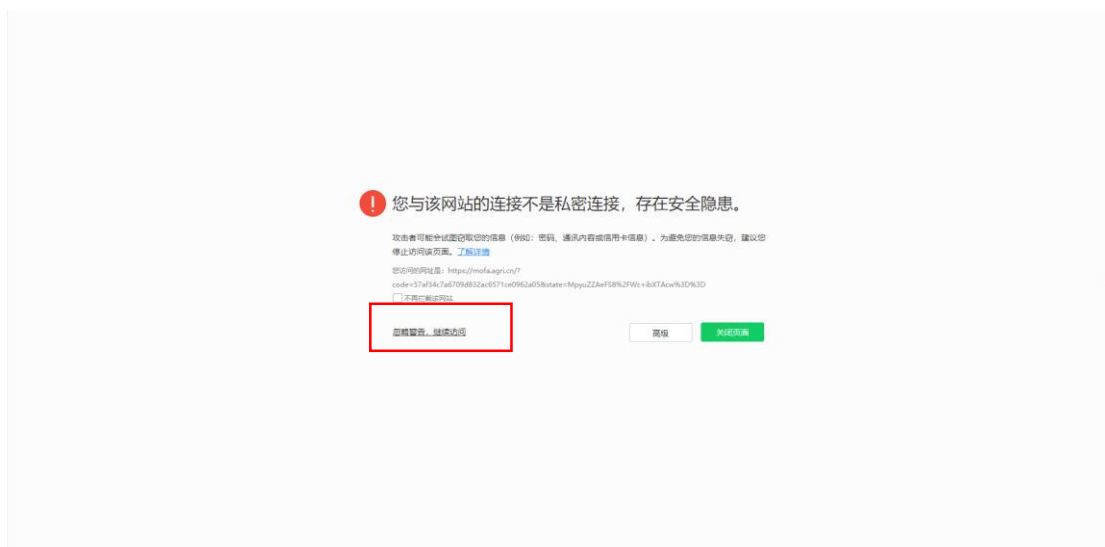 您与该网站的连接不是私密连接，存在安全隐患。
攻击者可能会试图窃取您的信息（例如：密码、通讯内容或信用卡信息）。为避免您的信息失窃，建议您
停止访问该页面。了解详情
您访问的网址是：https://mofa.agri.cn/?
code=57af34c7a6709d832ac6571ce0962a05&state=MpyuZZAeFS8%2FWc+ibXTAcw%3D%3D
不再拦截该网站
忽略警告，继续访问
高级
关闭页面